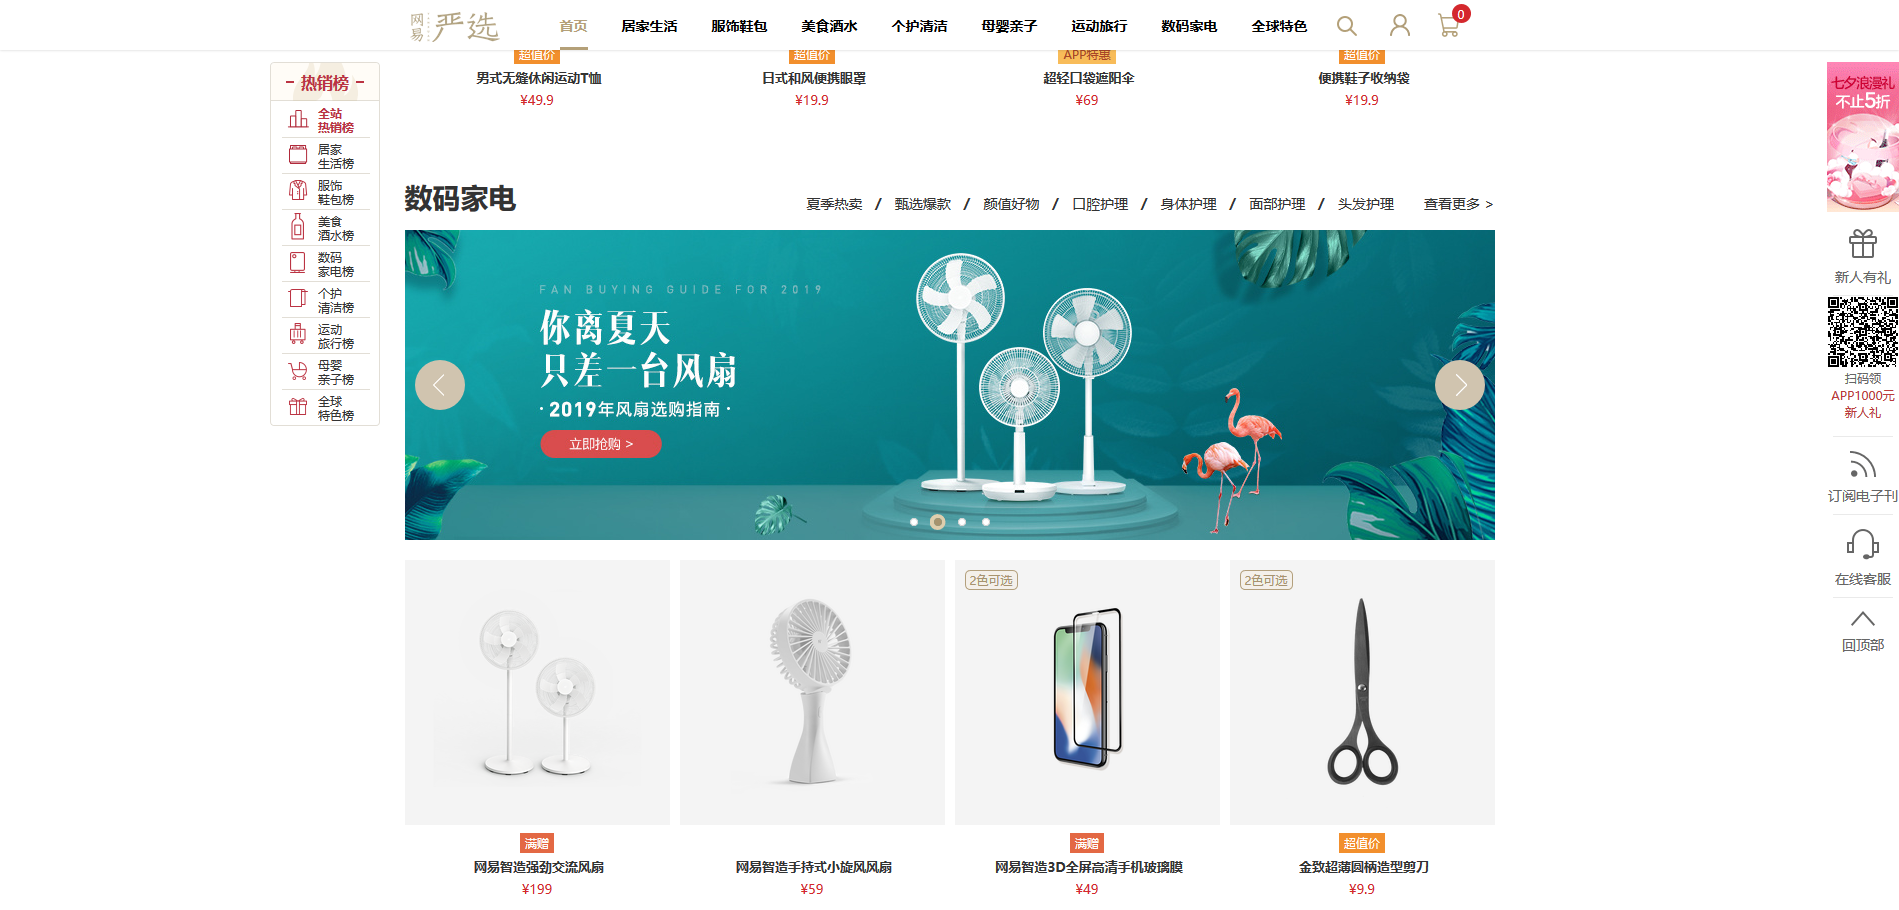 网易 严选
首页 居家生活 服饰鞋包 美食酒水 个护清洁 母婴亲子 运动旅行 数码家电 全球特色 0
超值价 超值价 APP特惠 超值价
男式无缝休闲运动T恤 日式和风便携眼罩 超轻口袋遮阳伞 便携鞋子收纳袋
¥49.9 ¥19.9 ¥69 ¥19.9
热销榜
全站
热销榜
居家
生活榜
服饰
鞋包榜
美食
酒水榜
数码
家电榜
个护
清洁榜
运动
旅行榜
母婴
亲子榜
全球
特色榜
数码家电
夏季热卖 / 甄选爆款 / 颜值好物 / 口腔护理 / 身体护理 / 面部护理 / 头发护理 查看更多 >
FAN BUYING GUIDE FOR 2019
你离夏天
只差一台风扇
· 2019年风扇选购指南 ·
立即抢购 >
2色可选 2色可选
满赠 满赠 超值价
网易智造强劲交流风扇 网易智造手持式小旋风风扇 网易智造3D全屏高清手机玻璃膜 金致超薄圆柄造型剪刀
¥199 ¥59 ¥49 ¥9.9
七夕浪漫礼
不止5折
新人有礼
扫码领
APP1000元
新人礼
订阅电子刊
在线客服
回顶部